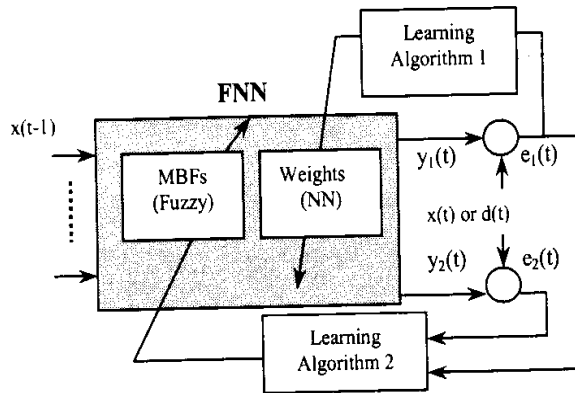 Learning
Algorithm 1
FNN
x(t-1)
MBFs
(Fuzzy)
Weights
(NN)
y₁(t)
e₁(t)
x(t) or d(t)
y₂(t)
e₂(t)
Learning
Algorithm 2